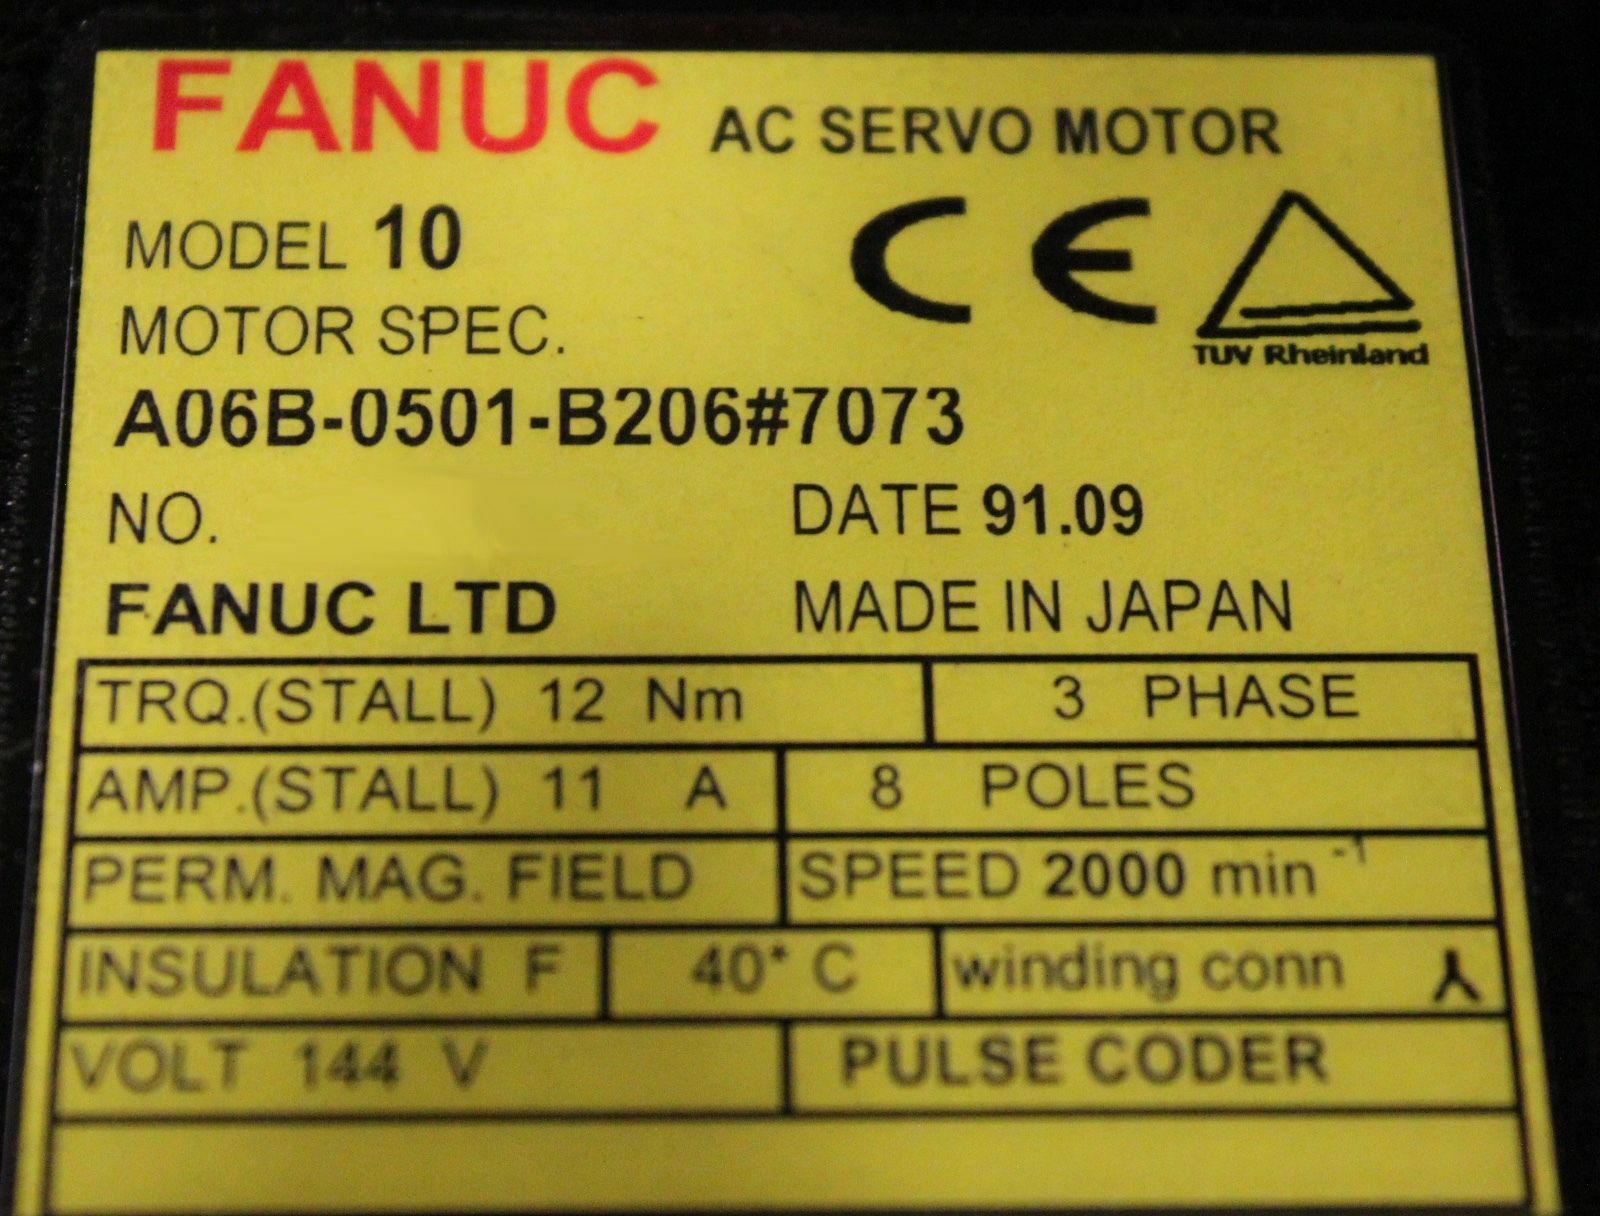 FANUC AC SERVO MOTOR
MODEL 10
CE
MOTOR SPEC.
TUV Rheinland
A06B-0501-B206#7073
NO. DATE 91.09
FANUC LTD MADE IN JAPAN
TRQ.(STALL) 12 Nm 3 PHASE
AMP.(STALL) 11 A 8 POLES
PERM. MAG. FIELD SPEED 2000 min⁻¹
INSULATION F 40° C winding conn
VOLT 144 V PULSE CODER